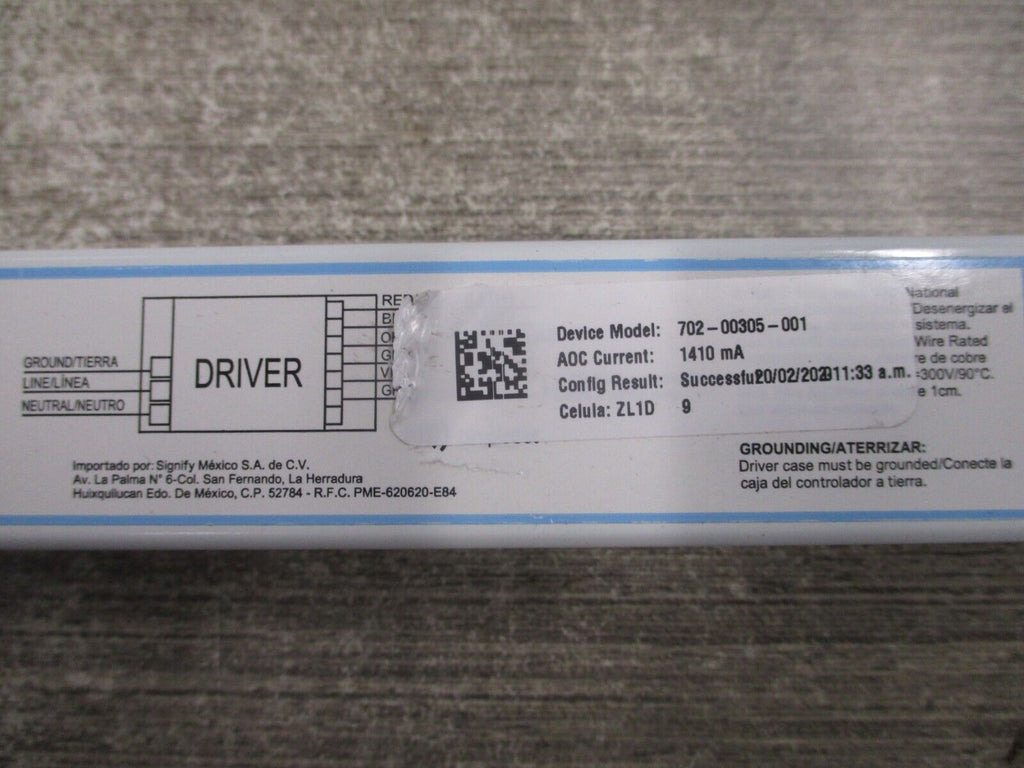 GROUND/TIERRA
LINE/LÍNEA
NEUTRAL/NEUTRO
DRIVER
RED
Device Model: 702-00305-001
AOC Current: 1410 mA
Config Result: 11:33 a.m.
Celula: ZL1D 9
National
Desenergizar el
sistema.
Wire Rated
de cobre
300V/90°C.
1cm.
Importado por: Signify México S.A. de C.V.
Av. La Palma N° 6-Col. San Fernando, La Herradura
Huixquilucan Edo. De México, C.P. 52784 - R.F.C. PME-620620-E84
GROUNDING/ATERRIZAR:
Driver case must be grounded/Conecte la
caja del controlador a tierra.